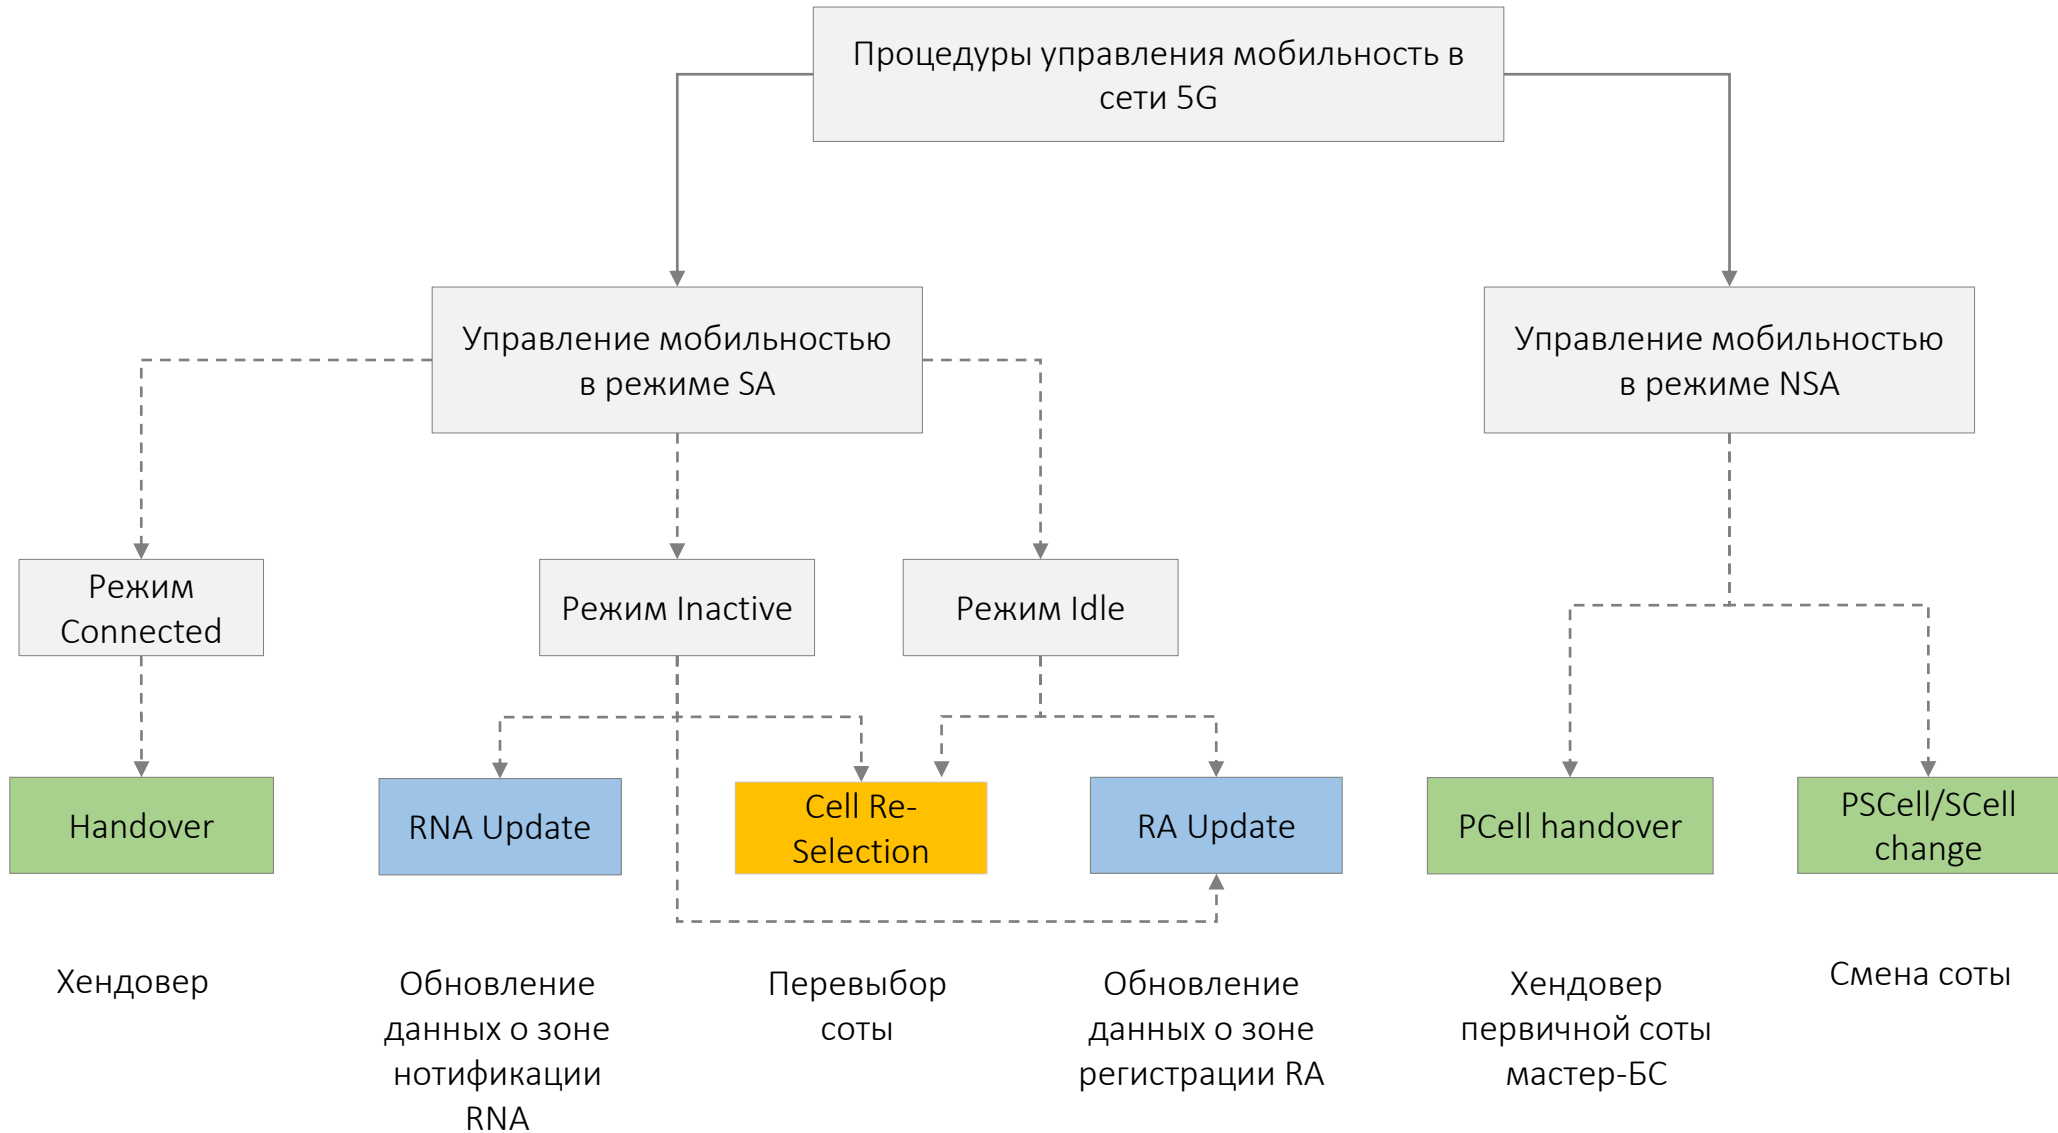 Процедуры управления мобильность в
сети 5G
Управление мобильностью
в режиме SA
Управление мобильностью
в режиме NSA
Режим
Connected
Режим Inactive
Режим Idle
Handover
RNA Update
Cell Re-
Selection
RA Update
PCell handover
PSCell/SCell
change
Хендовер
Обновление
данных о зоне
нотификации
RNA
Перевыбор
соты
Обновление
данных о зоне
регистрации RA
Хендовер
первичной соты
мастер-БС
Смена соты